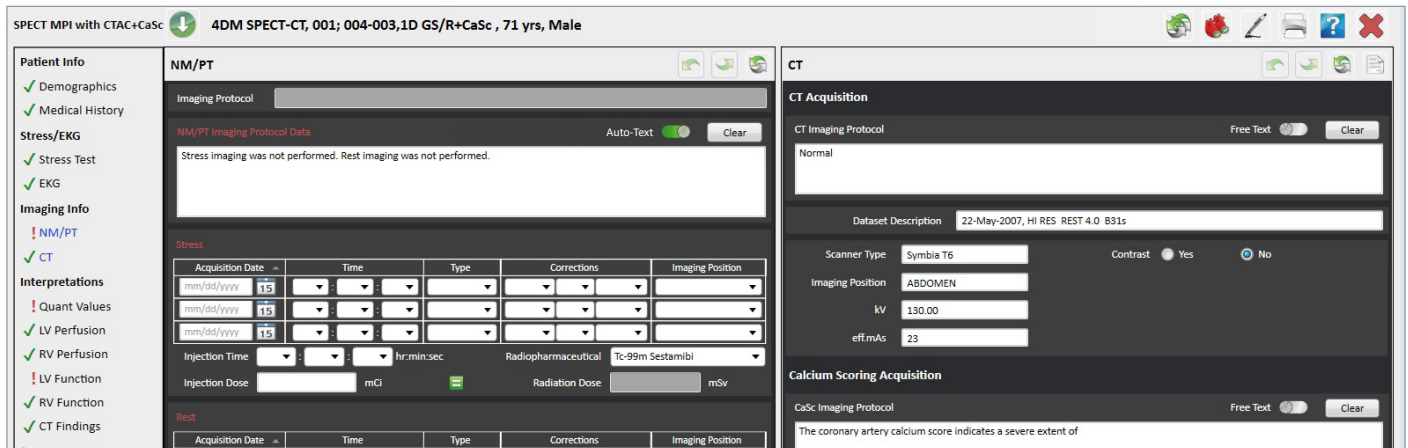 SPECT MPI with CTAC+CaSc 4DM SPECT-CT, 001; 004-003,1D GS/R+CaSc , 71 yrs, Male
Patient Info
✓ Demographics
✓ Medical History
Stress/EKG
✓ Stress Test
✓ EKG
Imaging Info
! NM/PT
✓ CT
Interpretations
! Quant Values
✓ LV Perfusion
✓ RV Perfusion
! LV Function
✓ RV Function
✓ CT Findings
NM/PT
Imaging Protocol
NM/PT Imaging Protocol Data Auto-Text Clear
Stress imaging was not performed. Rest imaging was not performed.
Stress
Acquisition Date Time Type Corrections Imaging Position
mm/dd/yyyy 15 : :
mm/dd/yyyy 15 : :
mm/dd/yyyy 15 : :
Injection Time : : hr:min:sec Radiopharmaceutical Tc-99m Sestamibi
Injection Dose mCi = Radiation Dose mSv
Rest
Acquisition Date Time Type Corrections Imaging Position
CT
CT Acquisition
CT Imaging Protocol Free Text Clear
Normal
Dataset Description 22-May-2007, HI RES REST 4.0 B31s
Scanner Type Symbia T6 Contrast Yes No
Imaging Position ABDOMEN
kV 130.00
eff.mAs 23
Calcium Scoring Acquisition
CaSc Imaging Protocol Free Text Clear
The coronary artery calcium score indicates a severe extent of